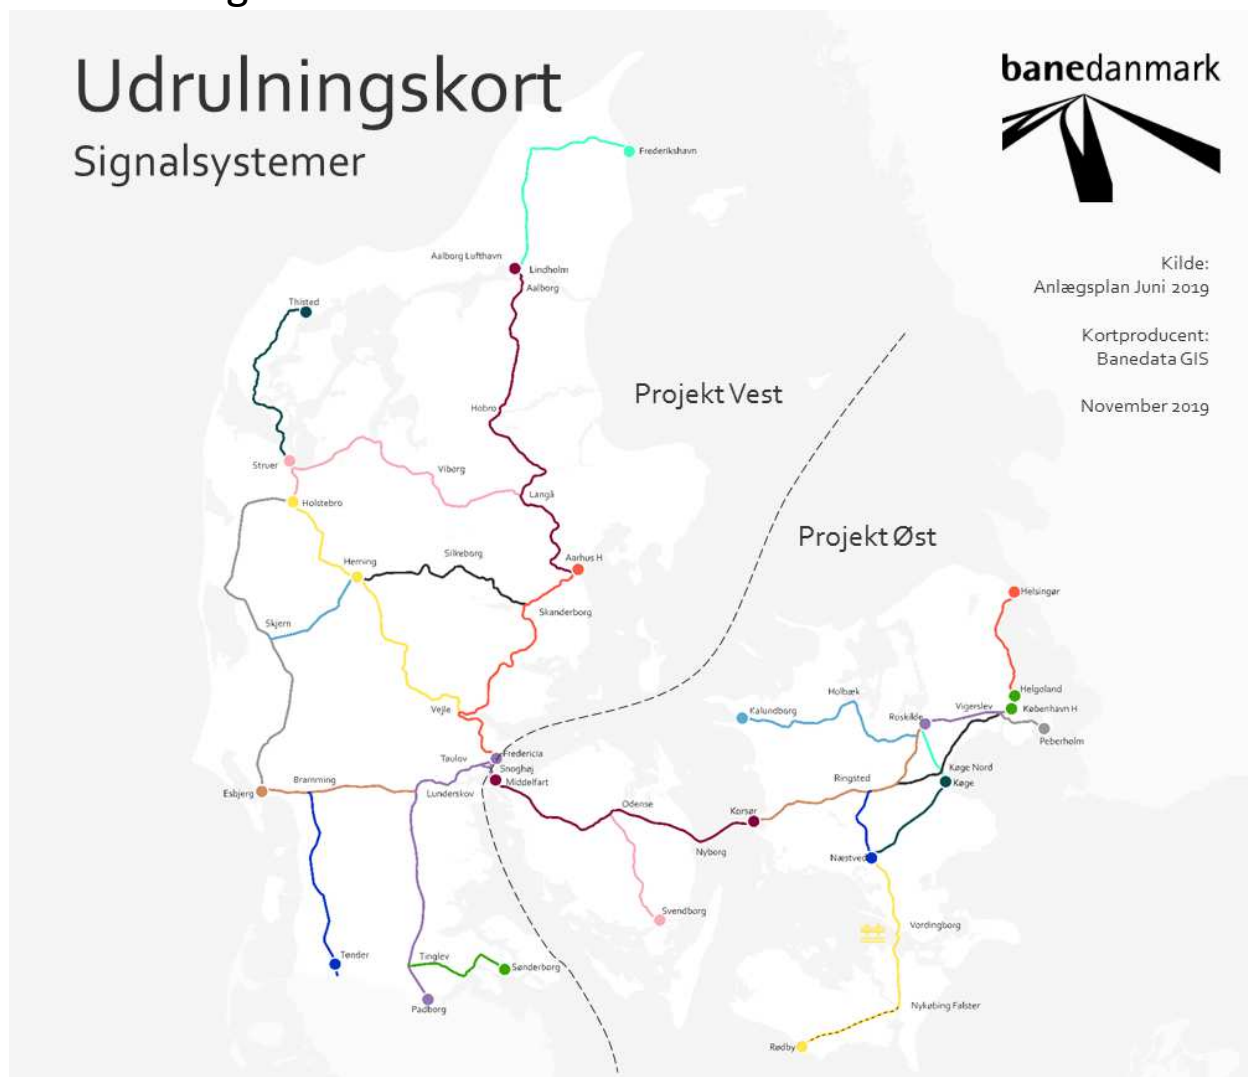 Udrulningskort
Signalsystemer
banedanmark
Kilde:
Anlægsplan Juni 2019
Kortproducent:
Banedata GIS
November 2019
Projekt Vest
Projekt Øst
Frederikshavn
Aalborg Lufthavn
Lindholm
Aalborg
Thisted
Hobro
Struer
Viborg
Langå
Holstebro
Herning
Silkeborg
Aarhus H
Skanderborg
Skjern
Vejle
Fredericia
Taulov
Snoghøj
Middelfart
Esbjerg
Bramming
Lunderskov
Odense
Korsør
Nyborg
Svendborg
Tønder
Tinglev
Sønderborg
Padborg
Helsingør
Helgoland
København H
Vigerslev
Peberholm
Holbæk
Kalundborg
Roskilde
Køge Nord
Køge
Ringsted
Næstved
Vordingborg
Nykøbing Falster
Rødby